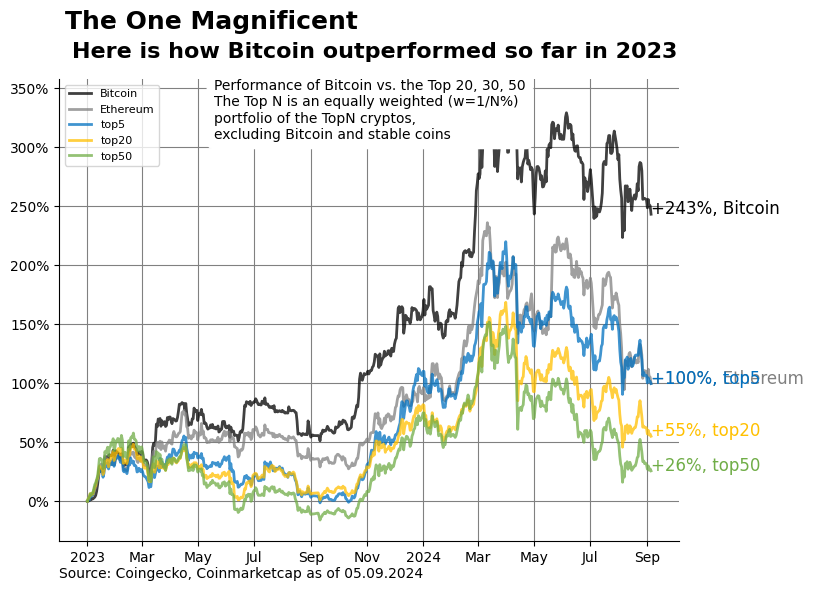 The One Magnificent
Here is how Bitcoin outperformed so far in 2023
Performance of Bitcoin vs. the Top 20, 30, 50
The Top N is an equally weighted (w=1/N%)
portfolio of the TopN cryptos,
excluding Bitcoin and stable coins
Bitcoin
Ethereum
top5
top20
top50
350%
300%
250%
200%
150%
100%
50%
0%
+243%, Bitcoin
+100%, top5
Ethereum
+55%, top20
+26%, top50
2023 Mar May Jul Sep Nov 2024 Mar May Jul Sep
Source: Coingecko, Coinmarketcap as of 05.09.2024